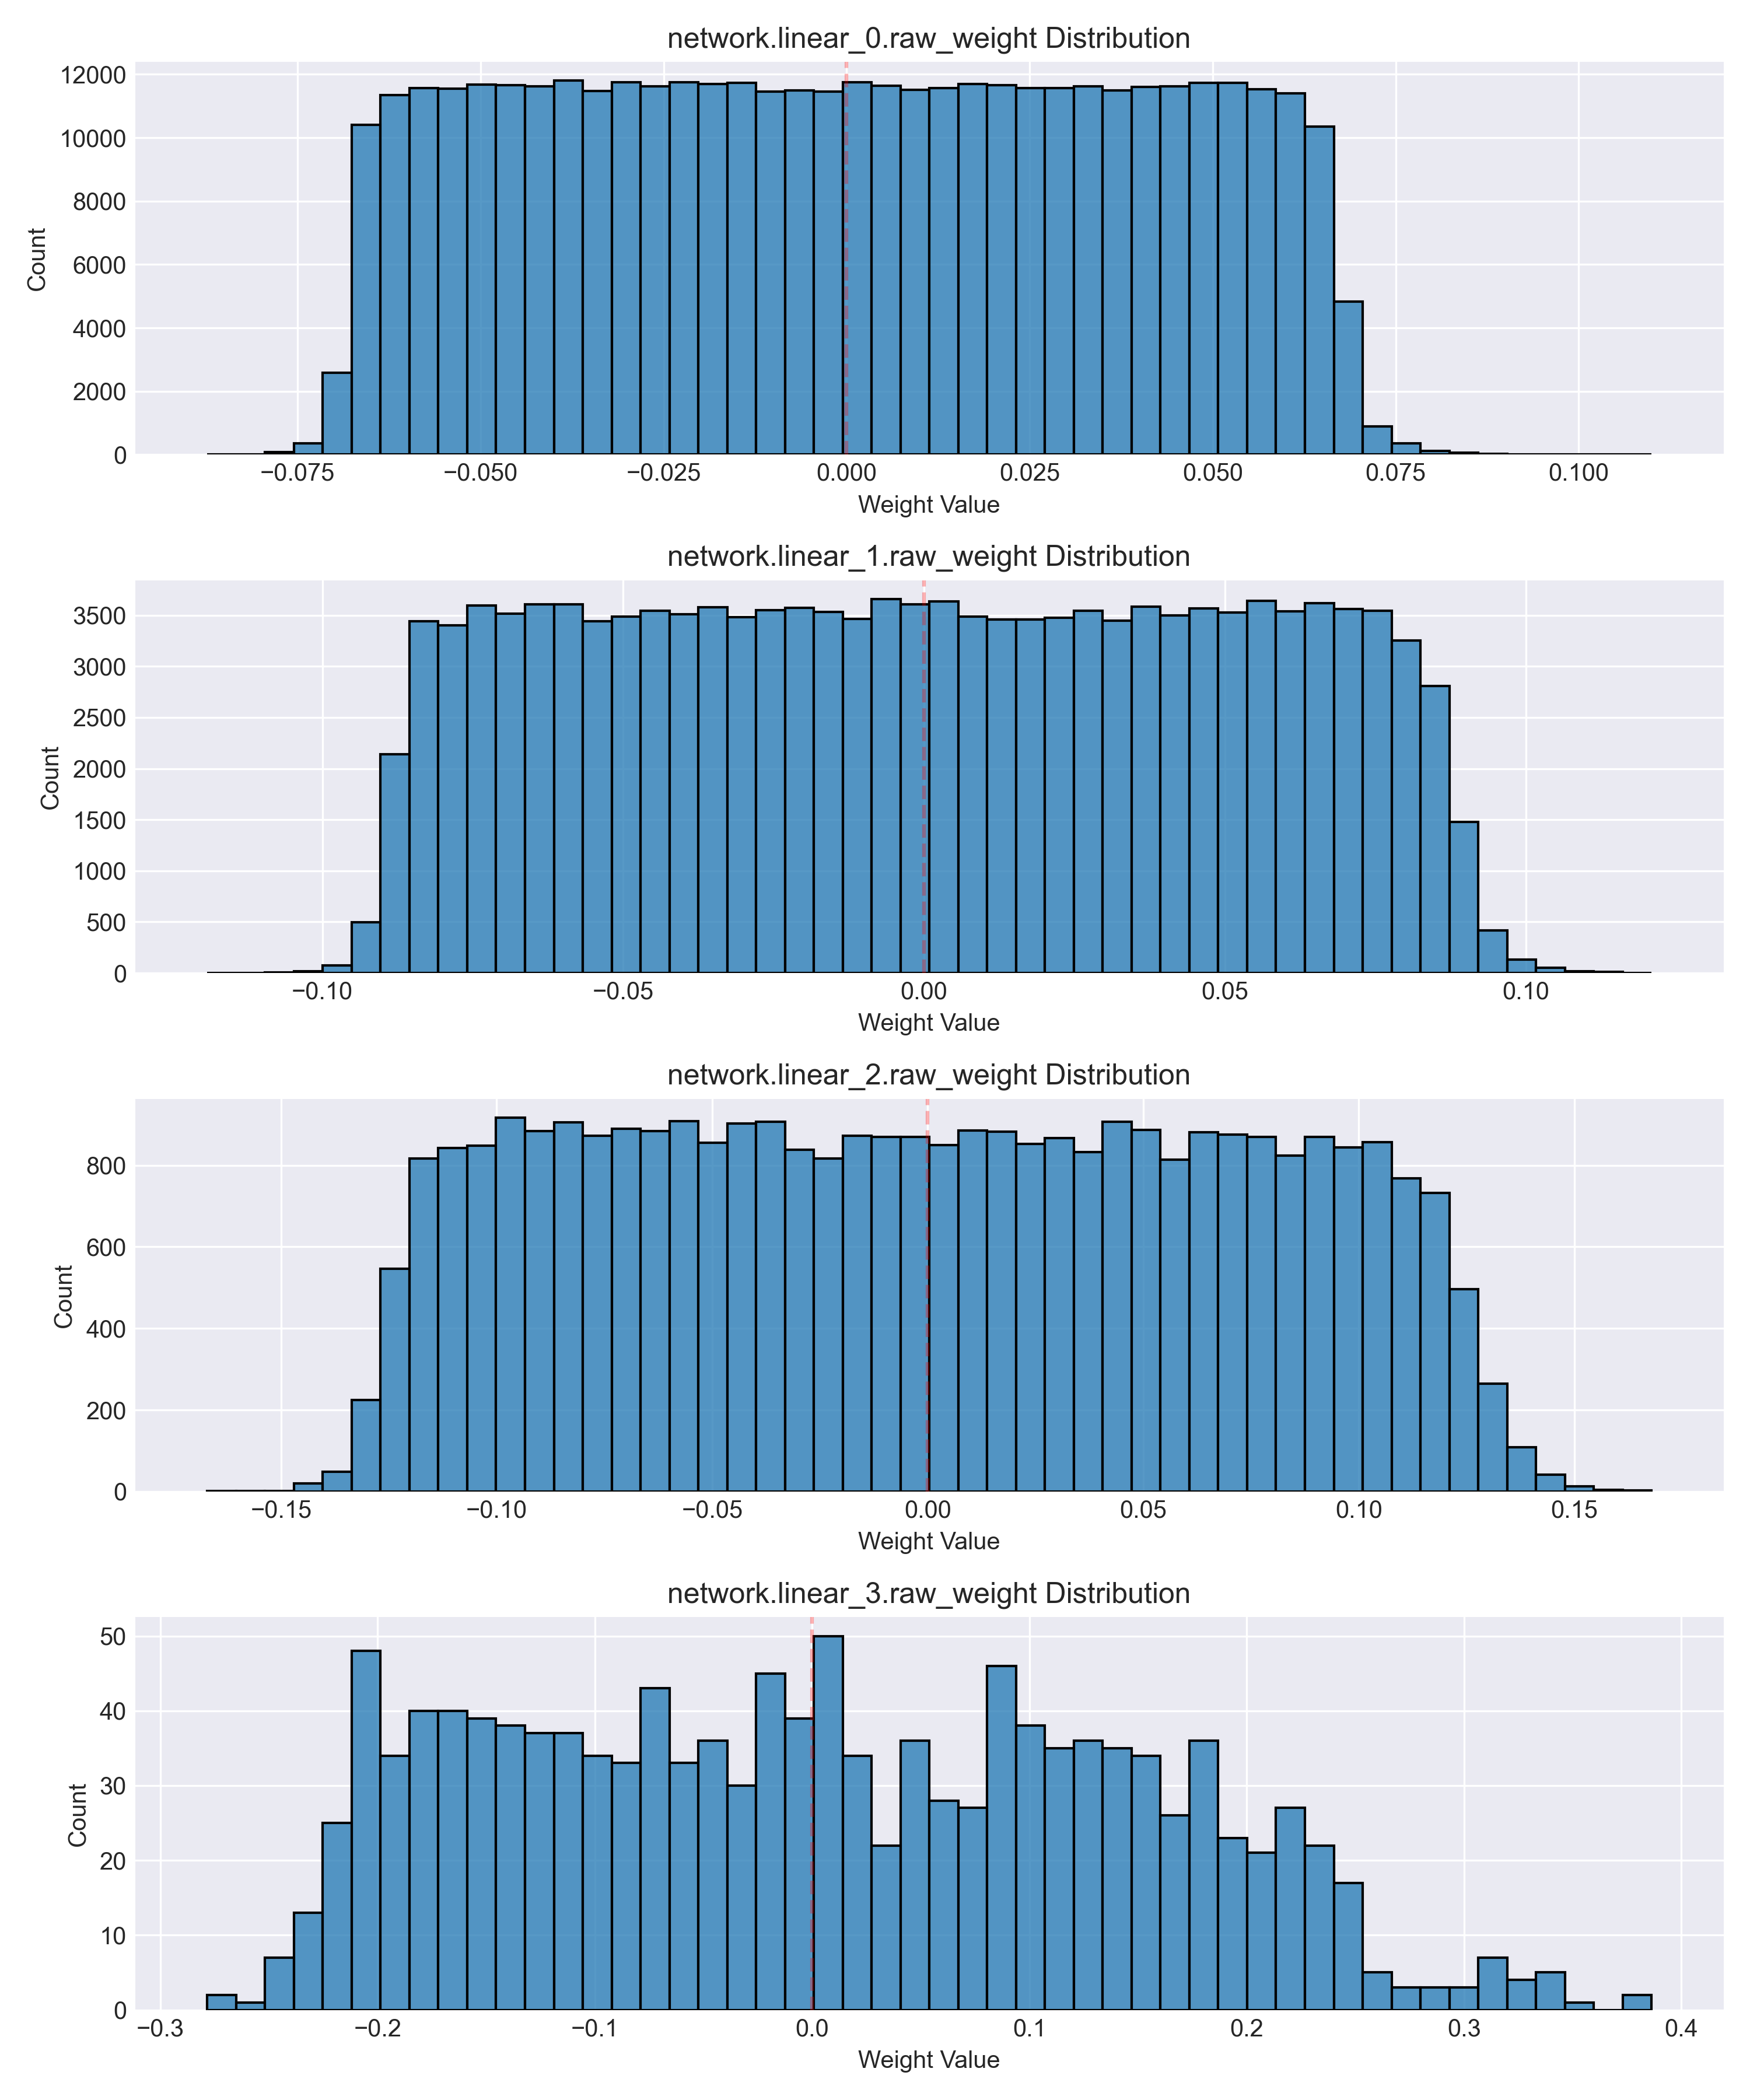 network.linear_0.raw_weight Distribution
12000
10000
8000
6000
4000
2000
0
Count
−0.075 −0.050 −0.025 0.000 0.025 0.050 0.075 0.100
Weight Value
network.linear_1.raw_weight Distribution
3500
3000
2500
2000
1500
1000
500
0
Count
−0.10 −0.05 0.00 0.05 0.10
Weight Value
network.linear_2.raw_weight Distribution
800
600
400
200
0
Count
−0.15 −0.10 −0.05 0.00 0.05 0.10 0.15
Weight Value
network.linear_3.raw_weight Distribution
50
40
30
20
10
0
Count
−0.3 −0.2 −0.1 0.0 0.1 0.2 0.3 0.4
Weight Value